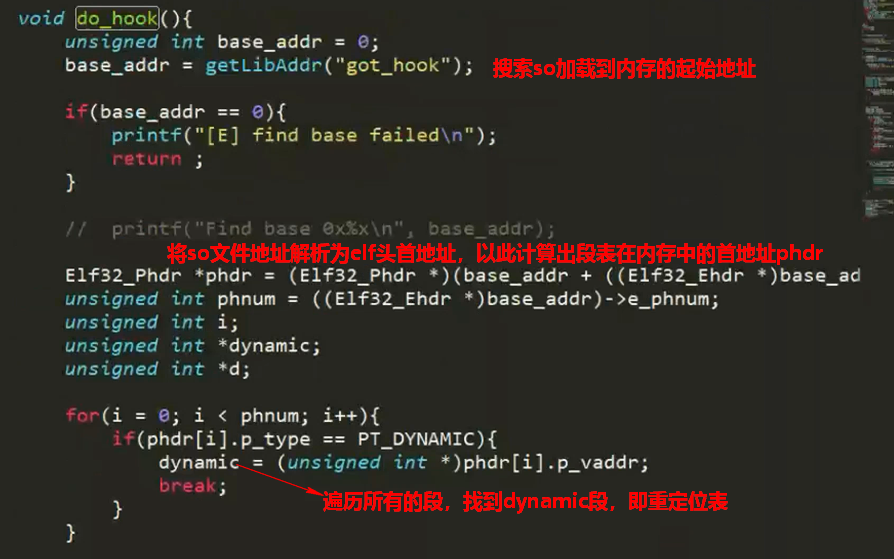 void do_hook(){
unsigned int base_addr = 0;
base_addr = getLibAddr("got_hook"); 搜索so加载到内存的起始地址
if(base_addr == 0){
printf("[E] find base failed\n");
return ;
}
// printf("Find base 0x%x\n", base_addr);
将so文件地址解析为elf头首地址，以此计算出段表在内存中的首地址phdr
Elf32_Phdr *phdr = (Elf32_Phdr *)(base_addr + ((Elf32_Ehdr *)base_ad
unsigned int phnum = ((Elf32_Ehdr *)base_addr)->e_phnum;
unsigned int i;
unsigned int *dynamic;
unsigned int *d;
for(i = 0; i < phnum; i++){
if(phdr[i].p_type == PT_DYNAMIC){
dynamic = (unsigned int *)phdr[i].p_vaddr;
break;
遍历所有的段，找到dynamic段，即重定位表
}
}